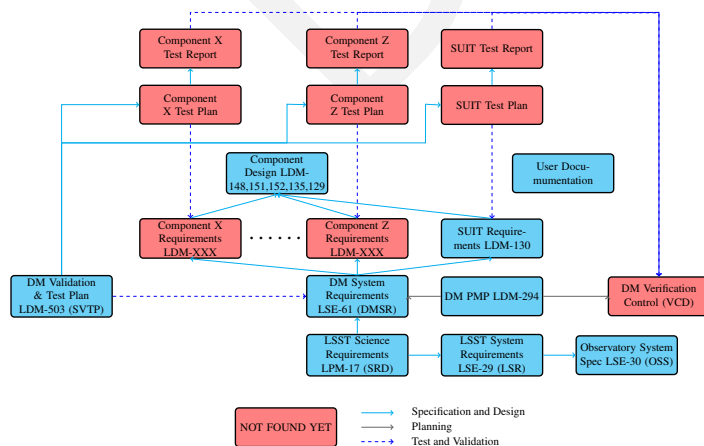 Component X
Test Report
Component Z
Test Report
SUIT Test Report
Component
X Test Plan
Component
Z Test Plan
SUIT Test Plan
Component
Design LDM-
148,151,152,135,129
User Docu-
mumentation
Component X
Requirements
LDM-XXX
. . . . . .
Component Z
Requirements
LDM-XXX
SUIT Require-
ments LDM-130
DM Validation
& Test Plan
LDM-503 (SVTP)
DM System
Requirements
LSE-61 (DMSR)
DM PMP LDM-294
DM Verification
Control (VCD)
LSST Science
Requirements
LPM-17 (SRD)
LSST System
Requirements
LSE-29 (LSR)
Observatory System
Spec LSE-30 (OSS)
NOT FOUND YET
Specification and Design
Planning
Test and Validation